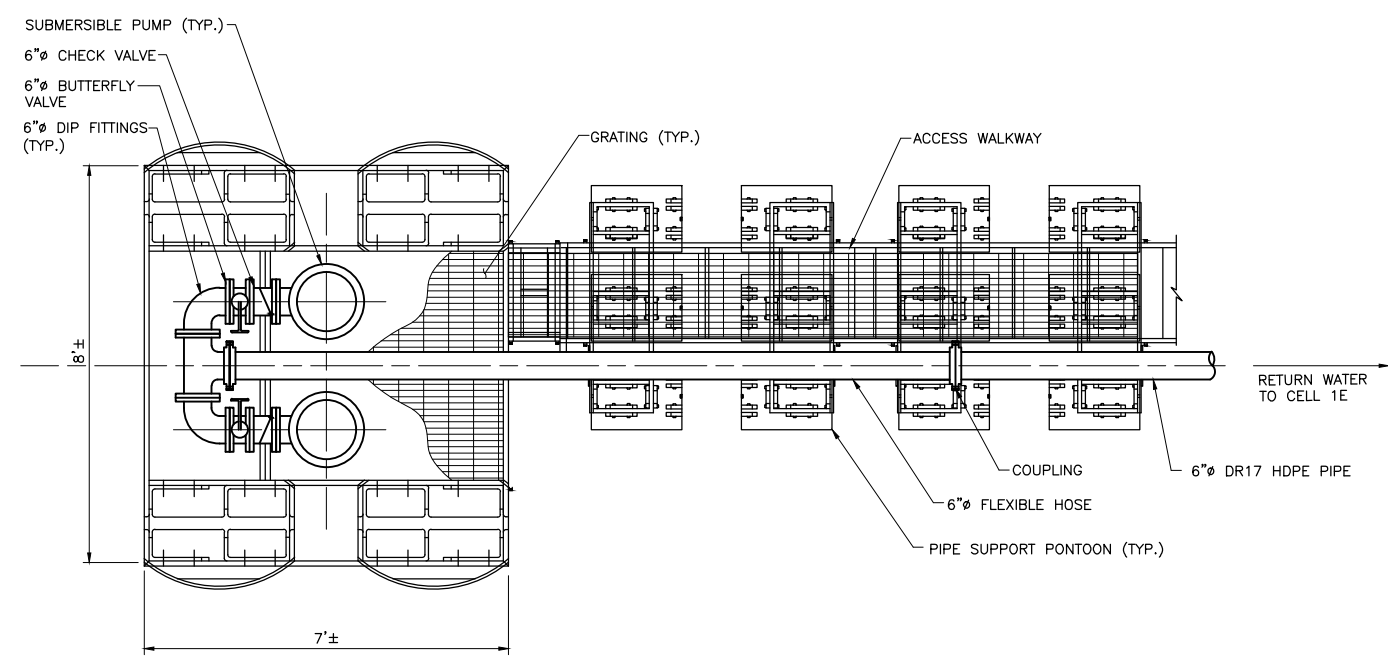 SUBMERSIBLE PUMP (TYP.)
6"ø CHECK VALVE
6"ø BUTTERFLY
VALVE
6"ø DIP FITTINGS
(TYP.)
GRATING (TYP.)
ACCESS WALKWAY
8'±
RETURN WATER
TO CELL 1E
COUPLING
6"ø DR17 HDPE PIPE
6"ø FLEXIBLE HOSE
PIPE SUPPORT PONTOON (TYP.)
7'±